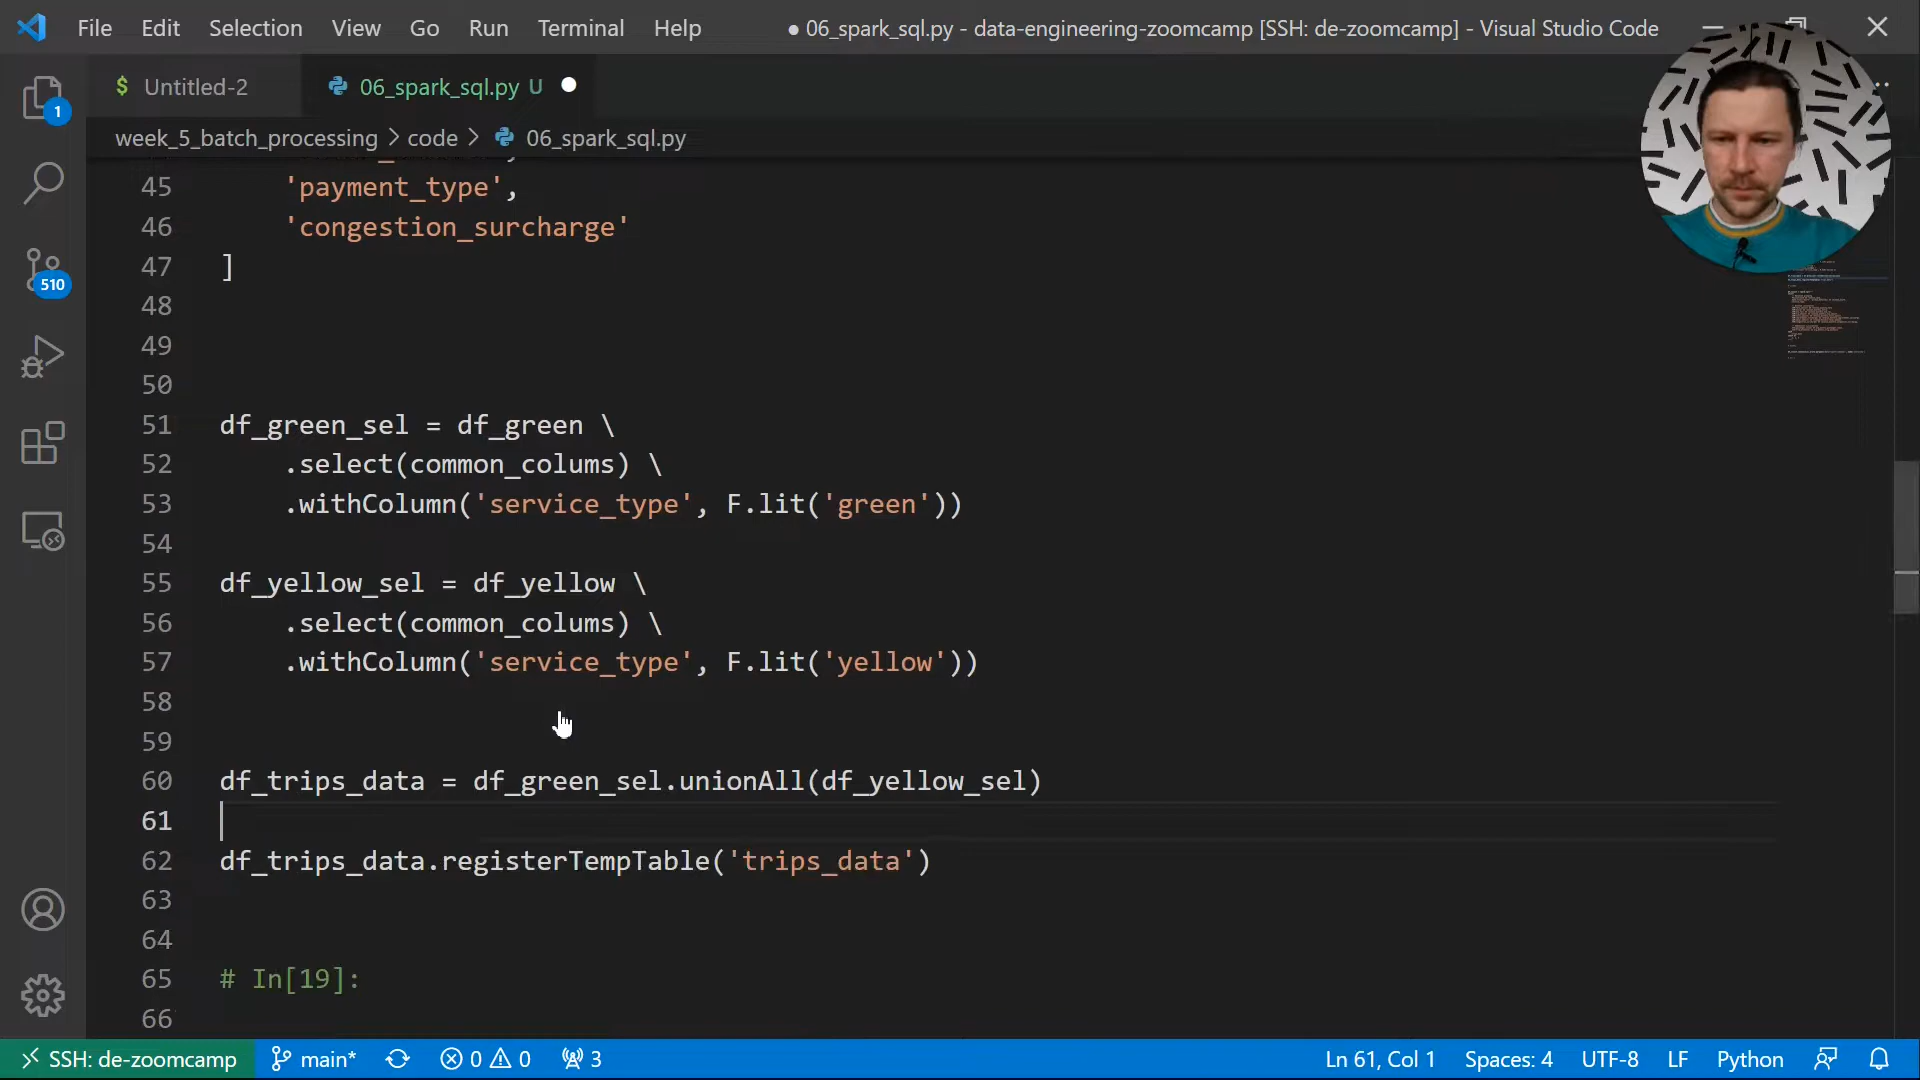 File Edit Selection View Go Run Terminal Help ● 06_spark_sql.py - data-engineering-zoomcamp [SSH: de-zoomcamp] - Visual Studio Code
$ Untitled-2 06_spark_sql.py U
week_5_batch_processing > code > 06_spark_sql.py
1
510
45 'payment_type',
46 'congestion_surcharge'
47 ]
48
49
50
51 df_green_sel = df_green \
52 .select(common_colums) \
53 .withColumn('service_type', F.lit('green'))
54
55 df_yellow_sel = df_yellow \
56 .select(common_colums) \
57 .withColumn('service_type', F.lit('yellow'))
58
59
60 df_trips_data = df_green_sel.unionAll(df_yellow_sel)
61
62 df_trips_data.registerTempTable('trips_data')
63
64
65 # In[19]:
66
SSH: de-zoomcamp main* 0 0 3 Ln 61, Col 1 Spaces: 4 UTF-8 LF Python